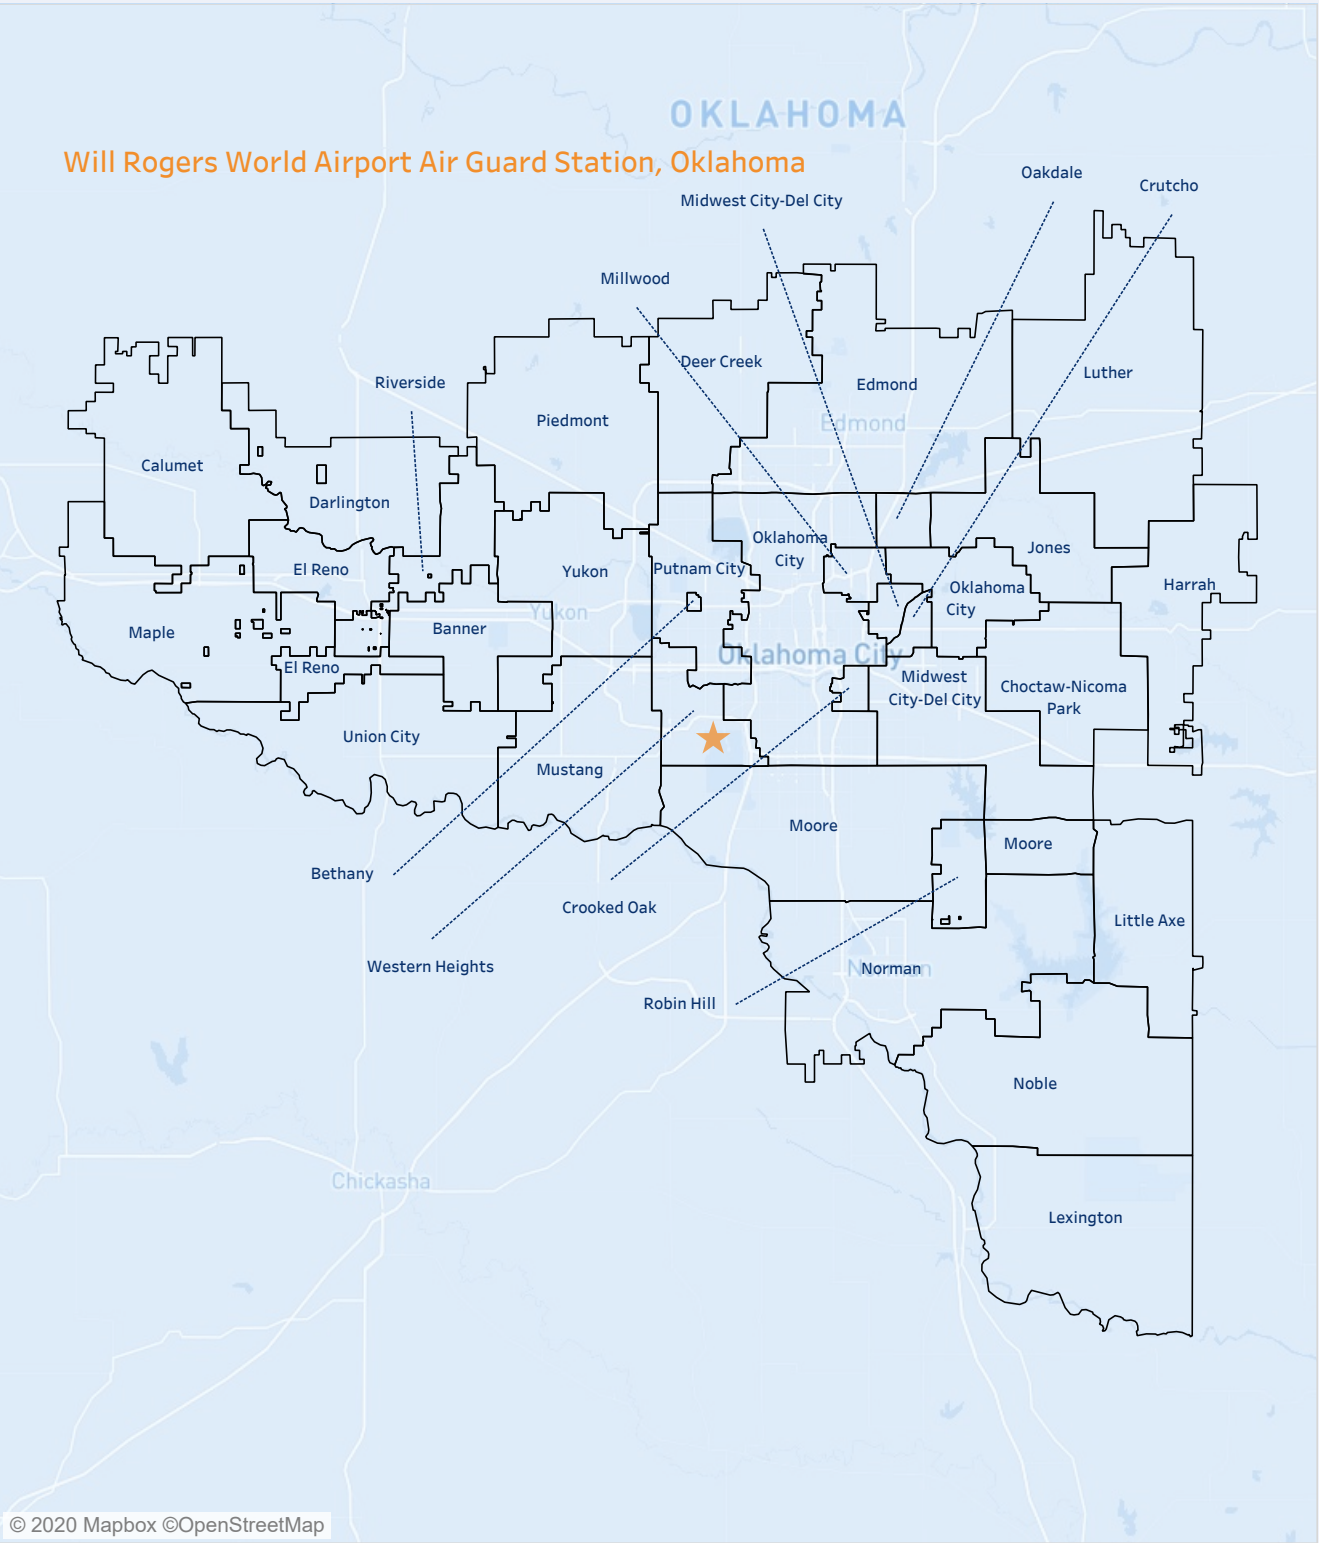 OKLAHOMA
Will Rogers World Airport Air Guard Station, Oklahoma
Oakdale
Crutcho
Midwest City-Del City
Millwood
Deer Creek
Luther
Riverside
Edmond
Piedmont
Edmond
Calumet
Darlington
Oklahoma
City
Jones
El Reno
Yukon
Putnam City
Harrah
Oklahoma
City
Yukon
Maple
Banner
Oklahoma City
El Reno
Midwest
City-Del City
Choctaw-Nicoma
Park
Union City
Mustang
Moore
Moore
Bethany
Crooked Oak
Little Axe
Western Heights
Norman
Norman
Robin Hill
Noble
Chickasha
Lexington
© 2020 Mapbox ©OpenStreetMap